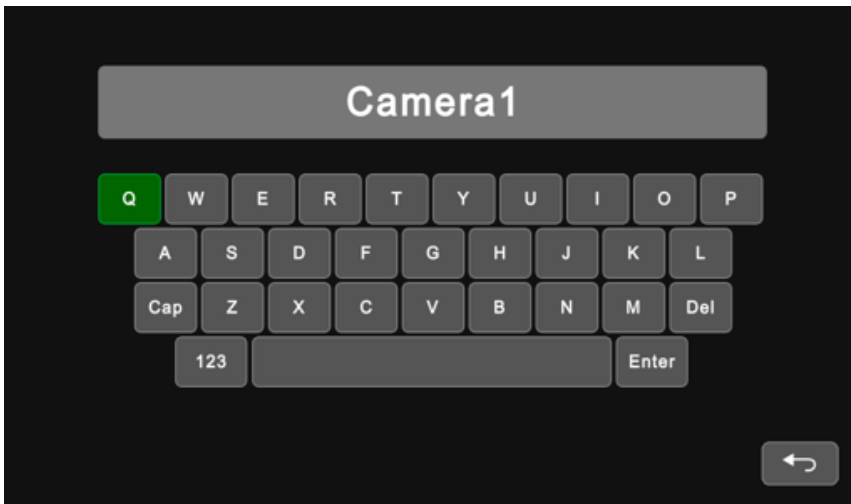 Camera1
Q W E R T Y U I O P
A S D F G H J K L
Cap Z X C V B N M Del
123 Enter